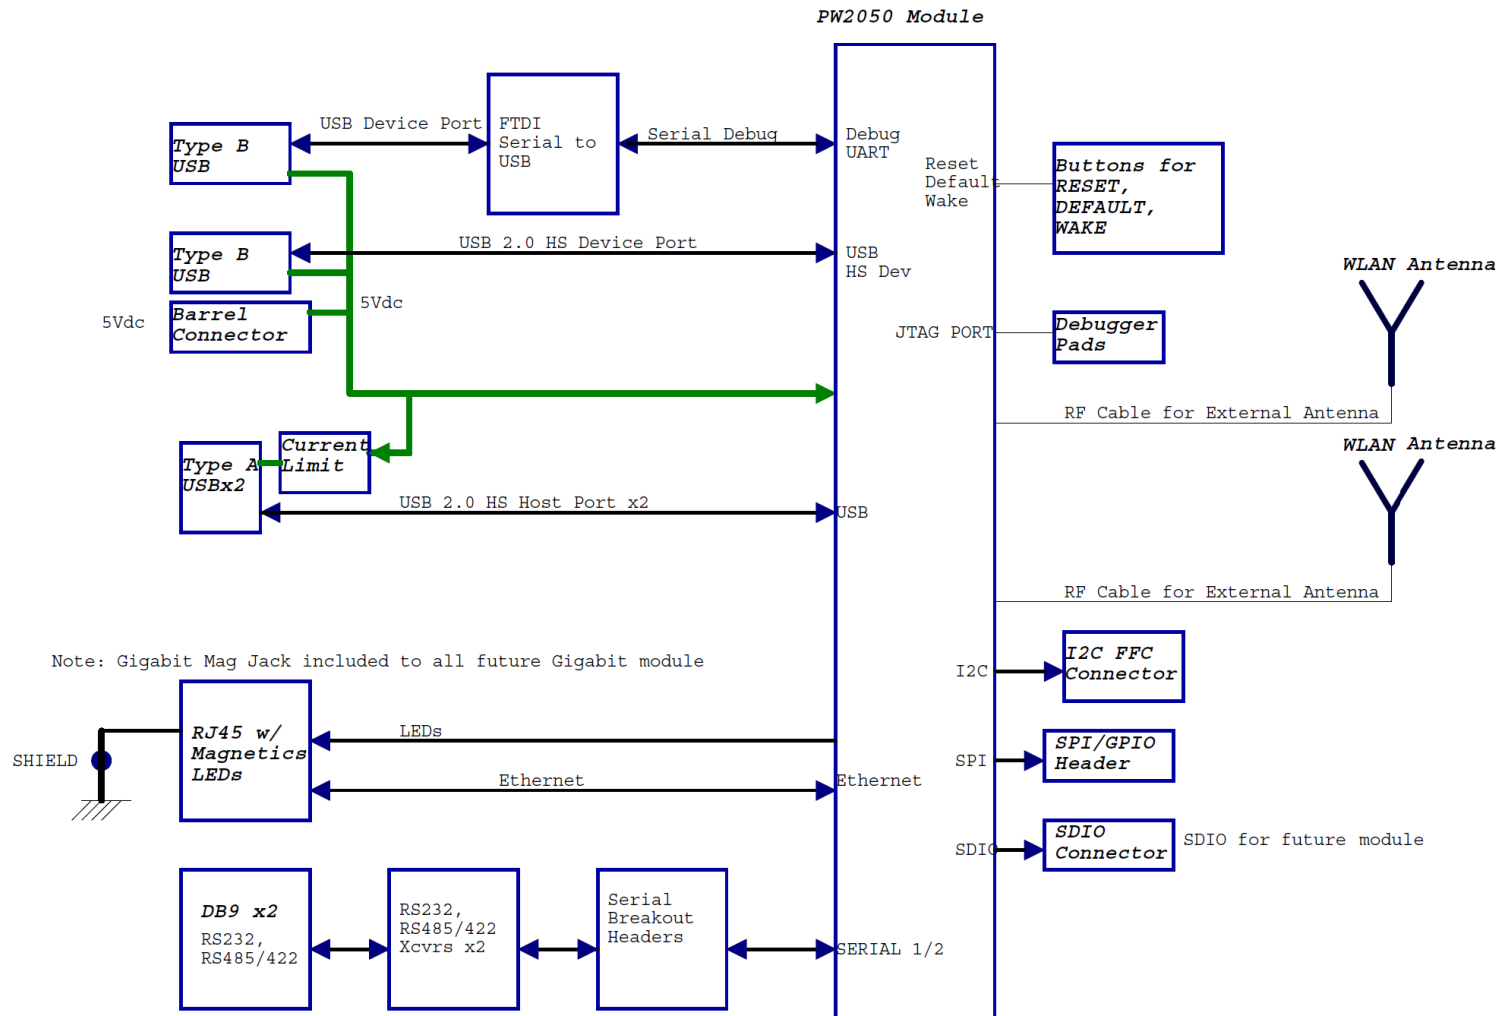 PW2050 Module
USB Device Port
FTDI
Serial to
USB
Serial Debug
Debug
UART
Type B
USB
Reset
Default
Wake
Buttons for
RESET,
DEFAULT,
WAKE
Type B
USB
USB 2.0 HS Device Port
USB
HS Dev
WLAN Antenna
5Vdc
Barrel
Connector
5Vdc
JTAG PORT
Debugger
Pads
RF Cable for External Antenna
Type A
USBx2
Current
Limit
WLAN Antenna
USB 2.0 HS Host Port x2
USB
RF Cable for External Antenna
Note: Gigabit Mag Jack included to all future Gigabit module
I2C
I2C FFC
Connector
SHIELD
RJ45 w/
Magnetics
LEDs
LEDs
Ethernet
Ethernet
SPI
SPI/GPIO
Header
SDIO
SDIO
Connector
SDIO for future module
DB9 x2
RS232,
RS485/422
RS232,
RS485/422
Xcvrs x2
Serial
Breakout
Headers
SERIAL 1/2